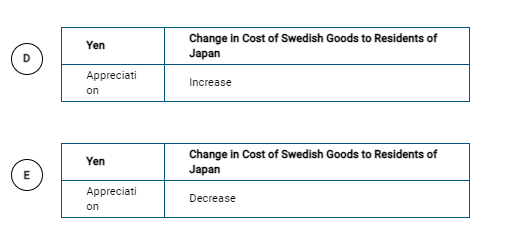 D
Yen
Change in Cost of Swedish Goods to Residents of
Japan
Appreciati
on
Increase
E
Yen
Change in Cost of Swedish Goods to Residents of
Japan
Appreciati
on
Decrease